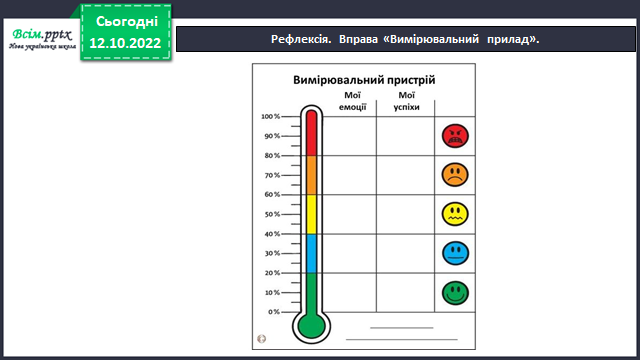 Всім.pptx
Нова українська школа
Сьогодні
12.10.2022
Рефлексія. Вправа «Вимірювальний прилад».
Вимірювальний пристрій
Мої емоції
Мої успіхи
100 %
90 %
80 %
70 %
60 %
50 %
40 %
30 %
20 %
10 %
0 %